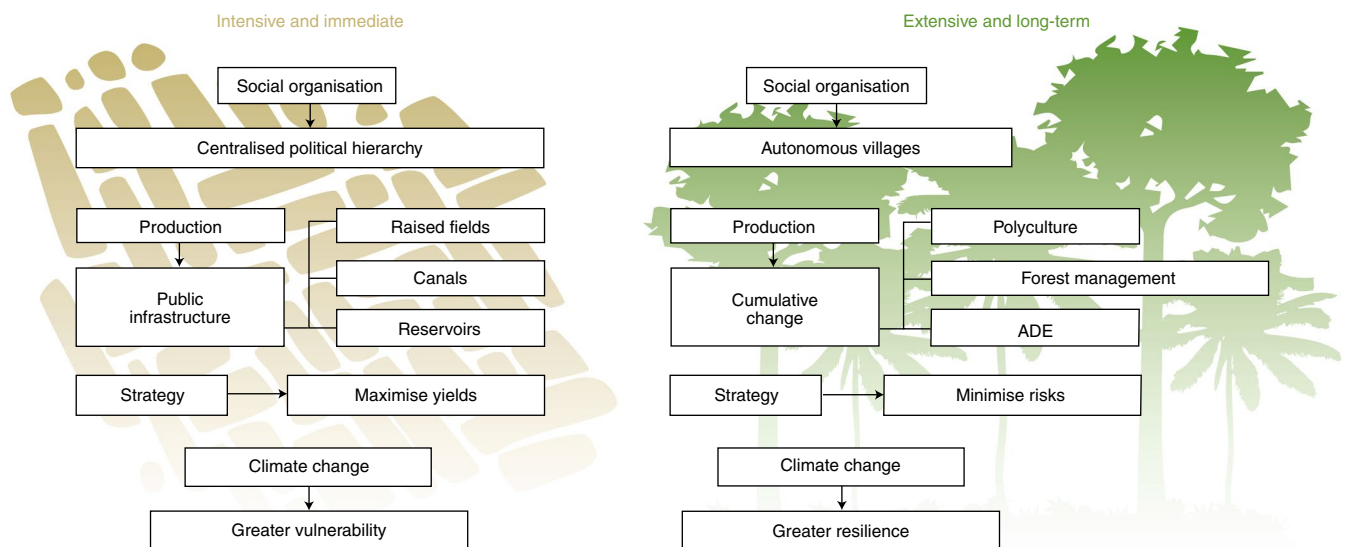 Intensive and immediate
Social organisation
Centralised political hierarchy
Production
Public
infrastructure
Raised fields
Canals
Reservoirs
Strategy
Maximise yields
Climate change
Greater vulnerability
Extensive and long-term
Social organisation
Autonomous villages
Production
Cumulative
change
Polyculture
Forest management
ADE
Strategy
Minimise risks
Climate change
Greater resilience